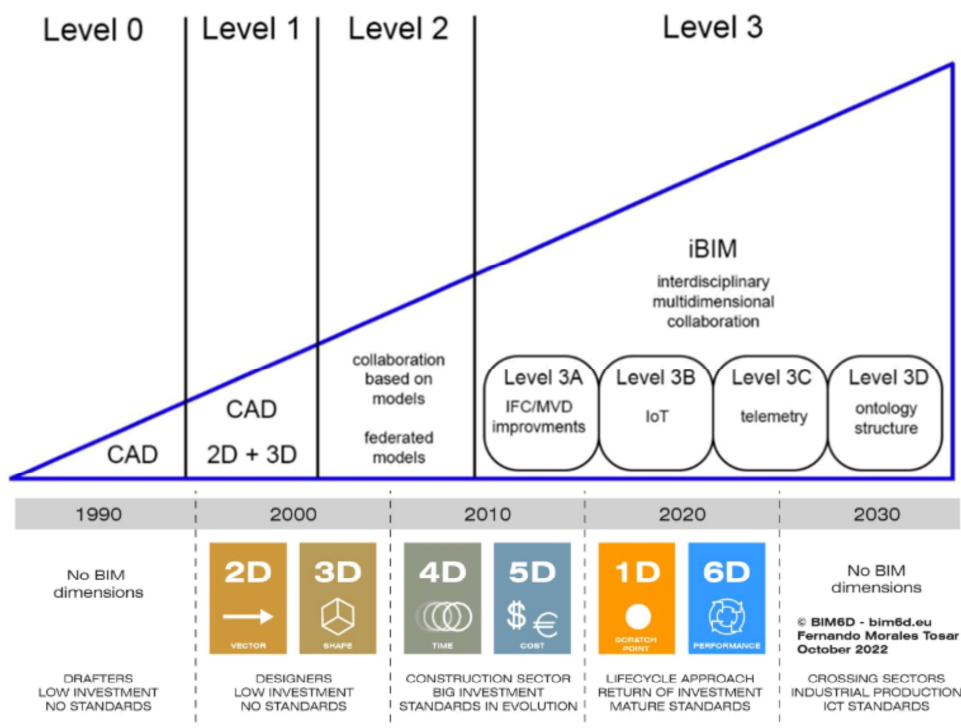 Level 0
Level 1
Level 2
Level 3
iBIM
interdisciplinary
multidimensional
collaboration
collaboration
based on
models
federated
models
CAD
CAD
2D + 3D
Level 3A
IFC/MVD
improvments
Level 3B
IoT
Level 3C
telemetry
Level 3D
ontology
structure
1990
2000
2010
2020
2030
No BIM
dimensions
2D
VECTOR
3D
SHAPE
4D
TIME
5D
$ €
COST
1D
SCRATCH
POINT
6D
PERFORMANCE
No BIM
dimensions
© BIM6D - bim6d.eu
Fernando Morales Tosar
October 2022
DRAFTERS
LOW INVESTMENT
NO STANDARDS
DESIGNERS
LOW INVESTMENT
NO STANDARDS
CONSTRUCTION SECTOR
BIG INVESTMENT
STANDARDS IN EVOLUTION
LIFECYCLE APPROACH
RETURN OF INVESTMENT
MATURE STANDARDS
CROSSING SECTORS
INDUSTRIAL PRODUCTION
ICT STANDARDS